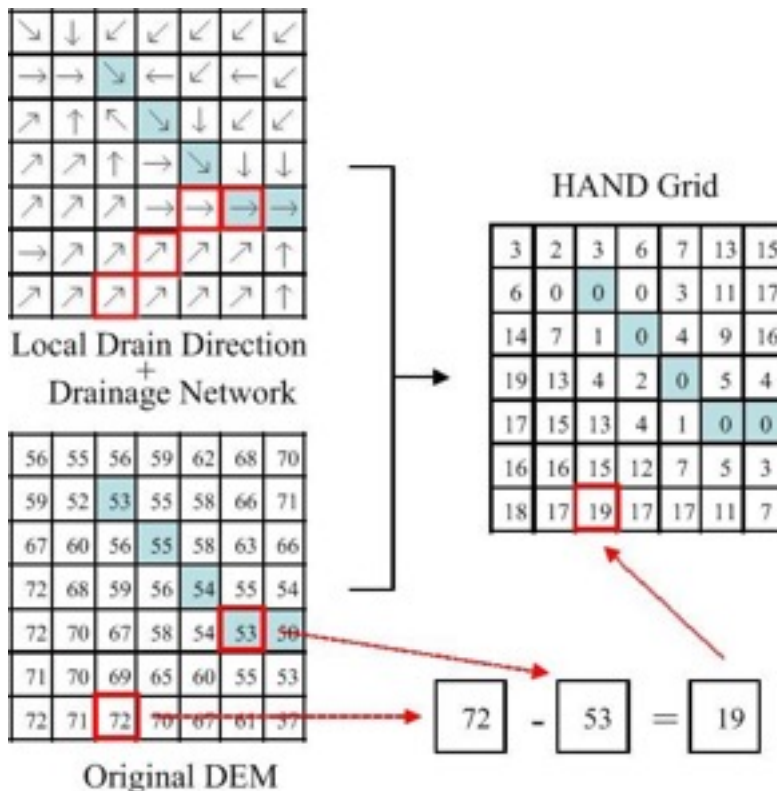 Local Drain Direction
+
Drainage Network
HAND Grid
3 2 3 6 7 13 15
6 0 0 0 3 11 17
14 7 1 0 4 9 16
19 13 4 2 0 5 4
17 15 13 4 1 0 0
16 16 15 12 7 5 3
18 17 19 17 17 11 7
56 55 56 59 62 68 70
59 52 53 55 58 66 71
67 60 56 55 58 63 66
72 68 59 56 54 55 54
72 70 67 58 54 53 50
71 70 69 65 60 55 53
72 71 72 70 67 61 57
72 - 53 = 19
Original DEM